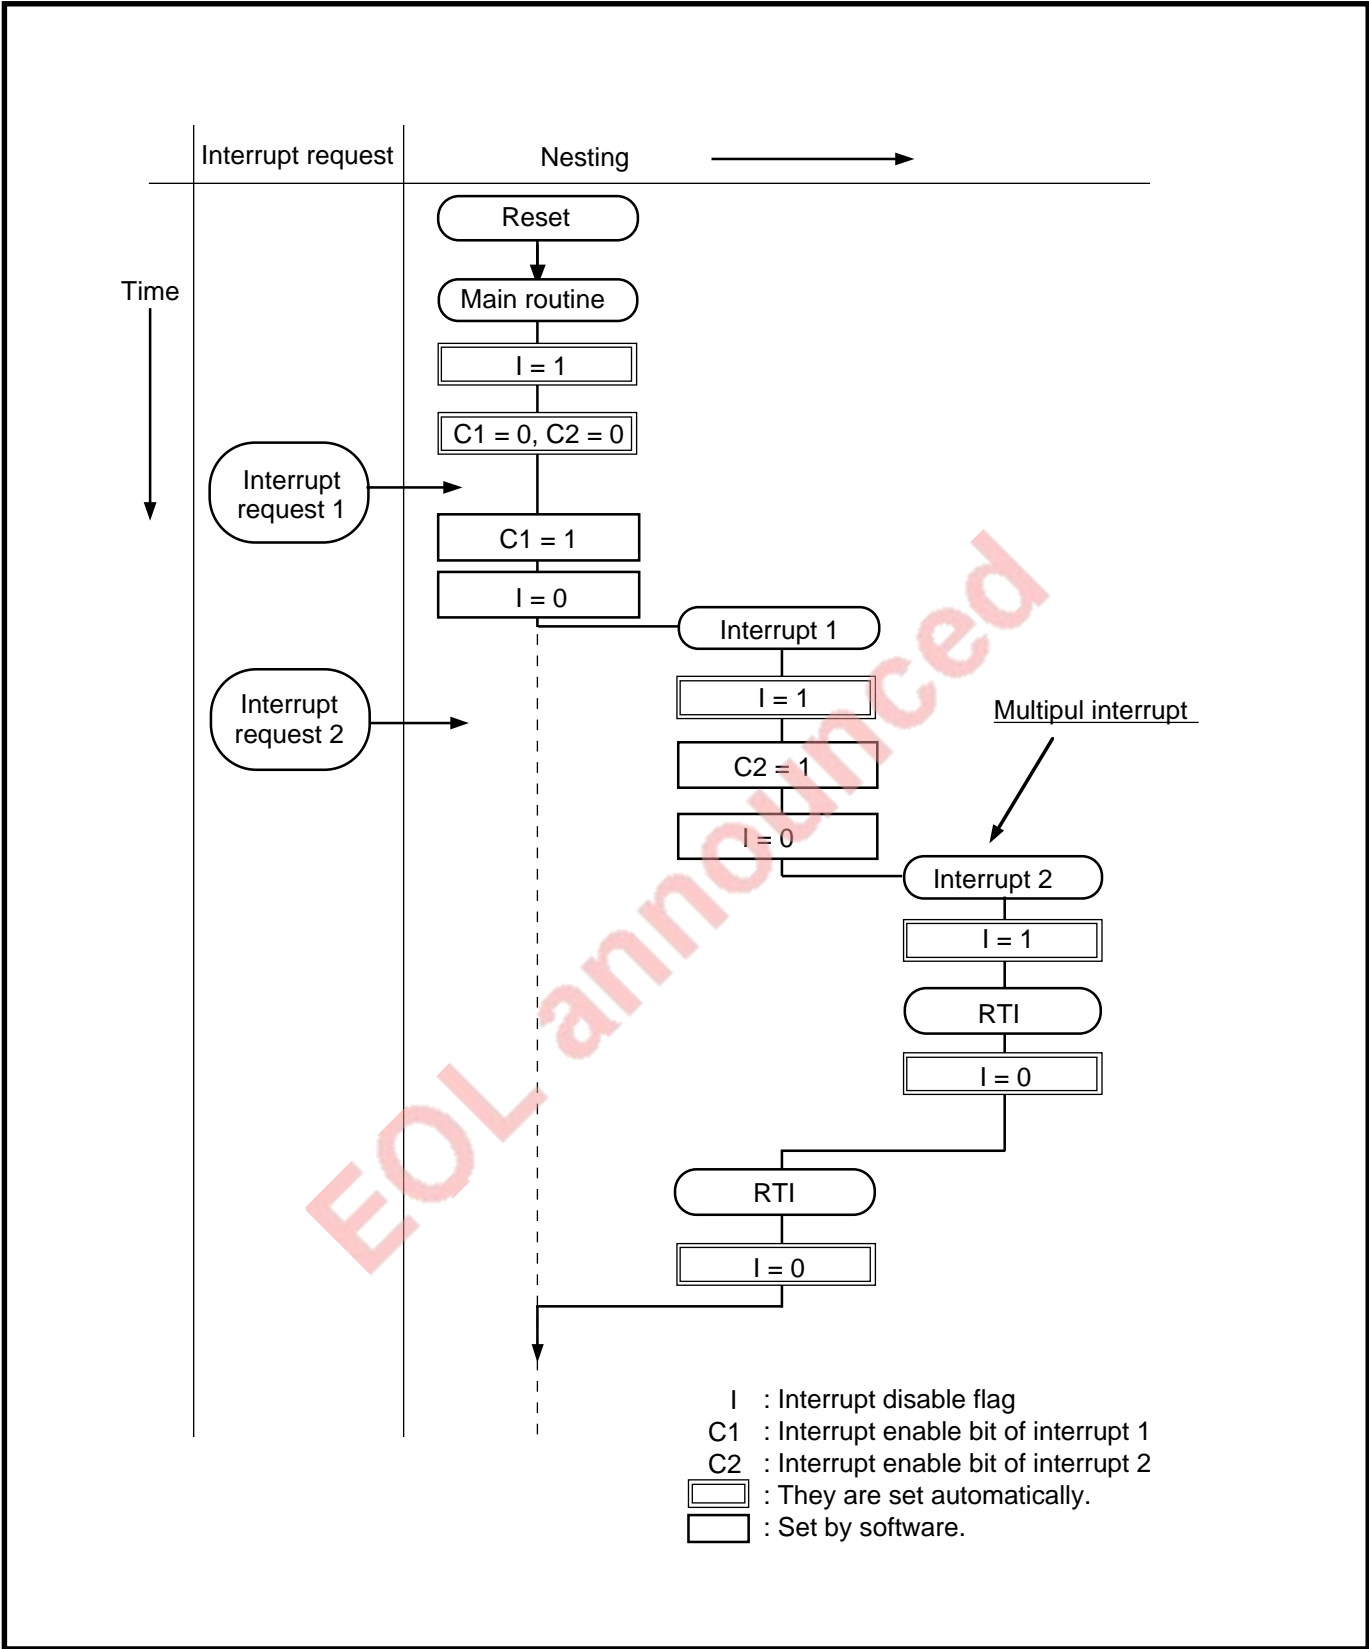 Interrupt request
Nesting
Reset
Time
Main routine
I = 1
C1 = 0, C2 = 0
Interrupt
request 1
C1 = 1
I = 0
Interrupt 1
Interrupt
request 2
I = 1
Multipul interrupt
C2 = 1
I = 0
Interrupt 2
I = 1
RTI
I = 0
RTI
I = 0
EOL announced
I : Interrupt disable flag
C1 : Interrupt enable bit of interrupt 1
C2 : Interrupt enable bit of interrupt 2
: They are set automatically.
: Set by software.